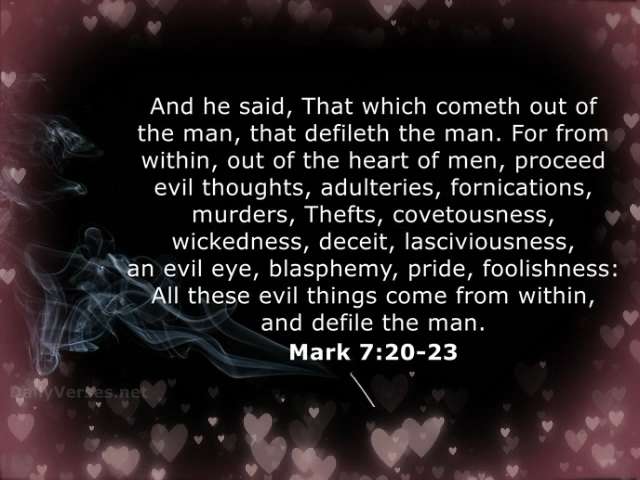 And he said, That which cometh out of
the man, that defileth the man. For from
within, out of the heart of men, proceed
evil thoughts, adulteries, fornications,
murders, Thefts, covetousness,
wickedness, deceit, lasciviousness,
an evil eye, blasphemy, pride, foolishness:
All these evil things come from within,
and defile the man.
Mark 7:20-23
DailyVerses.net